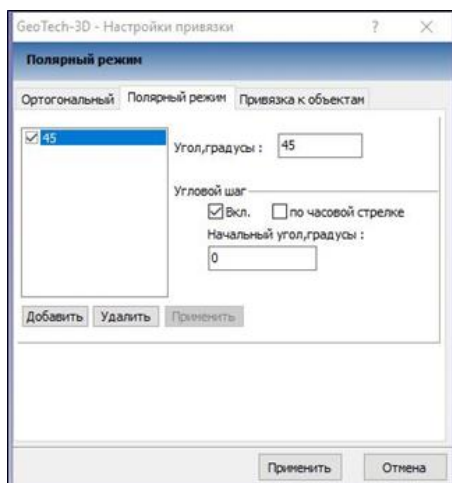 GeoTech-3D - Настройки привязки
Полярный режим
Ортогональный Полярный режим Привязка к объектам
45
Угол,градусы : 45
Угловой шаг
Вкл. по часовой стрелке
Начальный угол,градусы :
0
Добавить Удалить Применить
Применить Отмена